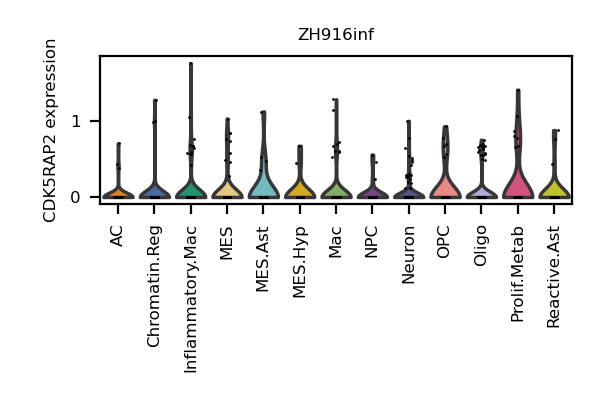 ZH916inf
CDK5RAP2 expression
1
0
AC
Chromatin.Reg
Inflammatory.Mac
MES
MES.Ast
MES.Hyp
Mac
NPC
Neuron
OPC
Oligo
Prolif.Metab
Reactive.Ast